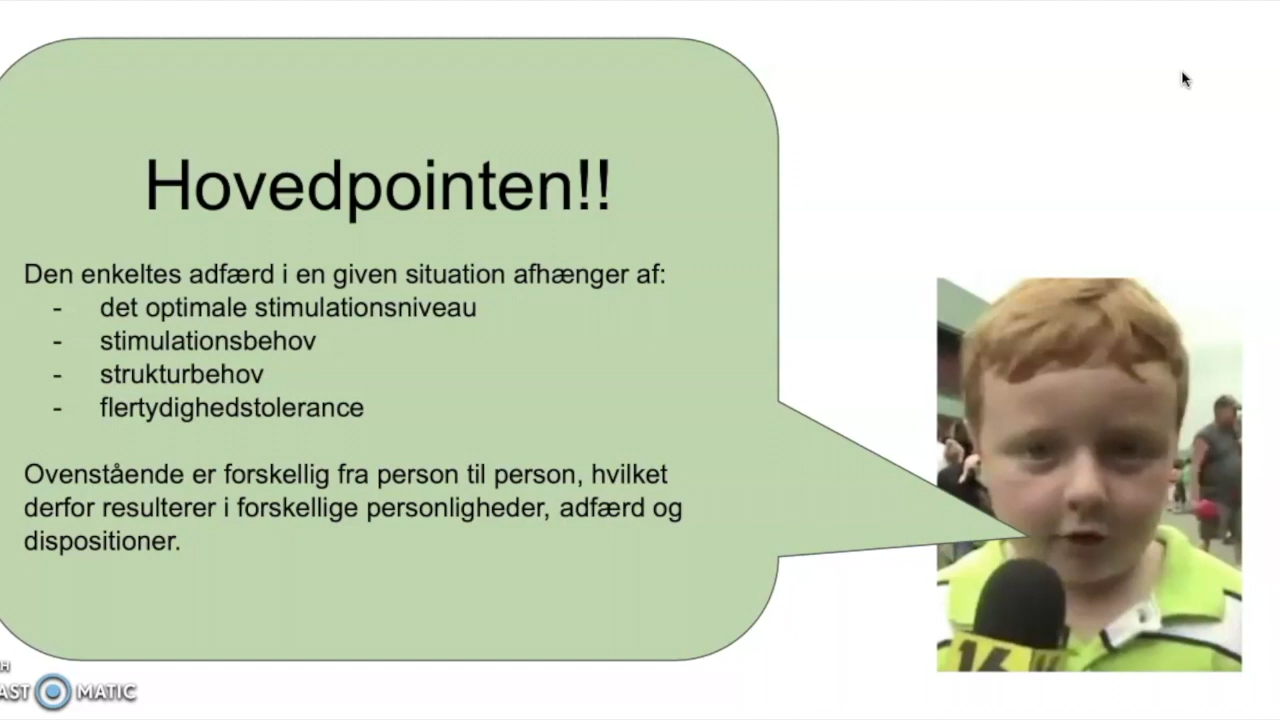 Hovedpointen!!
Den enkeltes adfærd i en given situation afhænger af:
- det optimale stimulationsniveau
- stimulationsbehov
- strukturbehov
- flertydighedstolerance
Ovenstående er forskellig fra person til person, hvilket
derfor resulterer i forskellige personligheder, adfærd og
dispositioner.
16
H
AST MATIC